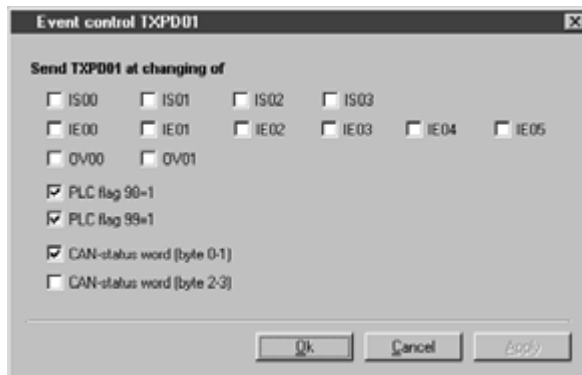 Event control TXPD01
Send TXPD01 at changing of
IS00 IS01 IS02 IS03
IE00 IE01 IE02 IE03 IE04 IE05
OV00 OV01
PLC flag 98=1
PLC flag 99=1
CAN-status word (byte 0-1)
CAN-status word (byte 2-3)
Ok Cancel Apply